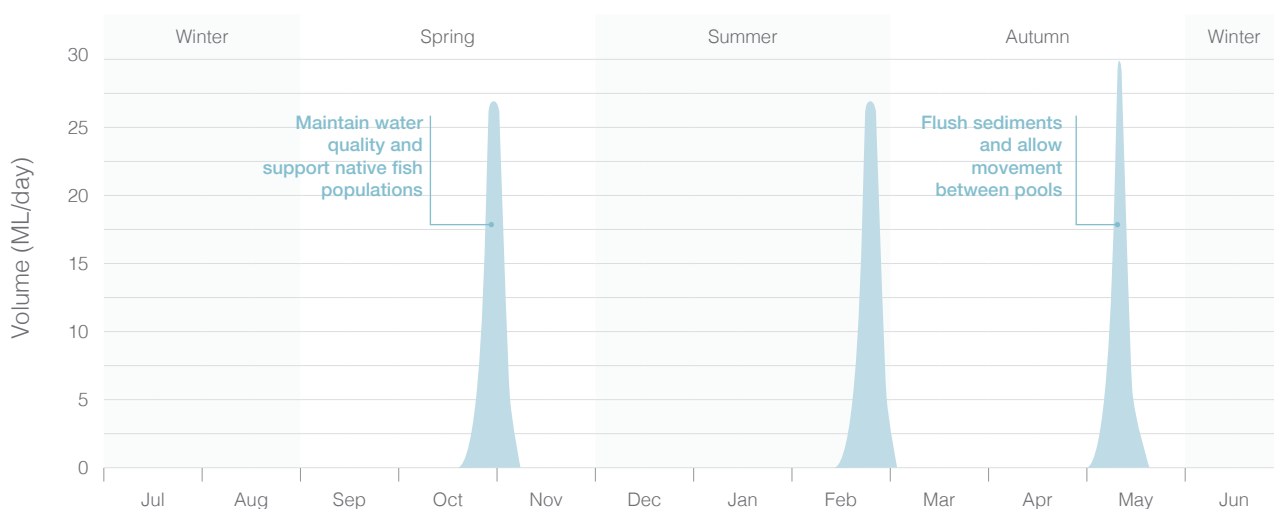 Winter
Spring
Summer
Autumn
Winter
Volume (ML/day)
30
25
20
15
10
5
0
Maintain water
quality and
support native fish
populations
Flush sediments
and allow
movement
between pools
Jul
Aug
Sep
Oct
Nov
Dec
Jan
Feb
Mar
Apr
May
Jun